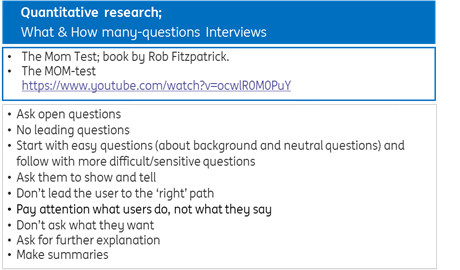 Quantitative research;
What & How many-questions Interviews
• The Mom Test; book by Rob Fitzpatrick.
• The MOM-test
https://www.youtube.com/watch?v=ocwlR0M0PuY
• Ask open questions
• No leading questions
• Start with easy questions (about background and neutral questions) and
follow with more difficult/sensitive questions
• Ask them to show and tell
• Don't lead the user to the ‘right’ path
• Pay attention what users do, not what they say
• Don't ask what they want
• Ask for further explanation
• Make summaries